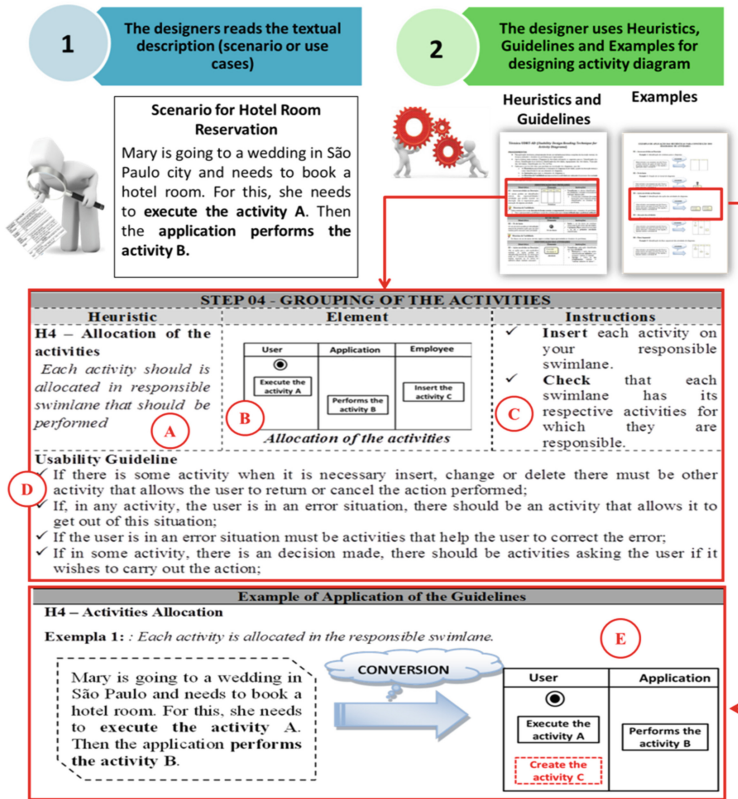 1
The designers reads the textual
description (scenario or use
cases)
2
The designer uses Heuristics,
Guidelines and Examples for
designing activity diagram
Scenario for Hotel Room
Reservation
Mary is going to a wedding in São
Paulo city and needs to book a
hotel room. For this, she needs
to execute the activity A. Then
the application performs the
activity B.
Heuristics and
Guidelines
Examples
STEP 04 - GROUPING OF THE ACTIVITIES
Heuristic
Element
Instructions
H4 – Allocation of the
activities
Each activity should is
allocated in responsible
swimlane that should be
performed
A
User
Application
Employee
Execute the
activity A
Performs the
activity B
Insert the
activity C
B
Allocation of the activities
✓ Insert each activity on
your responsible
swimlane.
✓ Check that each
swimlane has its
respective activities for
which they are
responsible.
C
Usability Guideline
D
✓ If there is some activity when it is necessary insert, change or delete there must be other
activity that allows the user to return or cancel the action performed;
✓ If, in any activity, the user is in an error situation, there should be an activity that allows it to
get out of this situation;
✓ If the user is in an error situation must be activities that help the user to correct the error;
✓ If in some activity, there is an decision made, there should be activities asking the user if it
wishes to carry out the action;
Example of Application of the Guidelines
H4 – Activities Allocation
Exempla 1: : Each activity is allocated in the responsible swimlane.
E
Mary is going to a wedding in
São Paulo and needs to book a
hotel room. For this, she needs
to execute the activity A.
Then the application performs
the activity B.
CONVERSION
User
Application
Execute the
activity A
Performs the
activity B
Create the
activity C